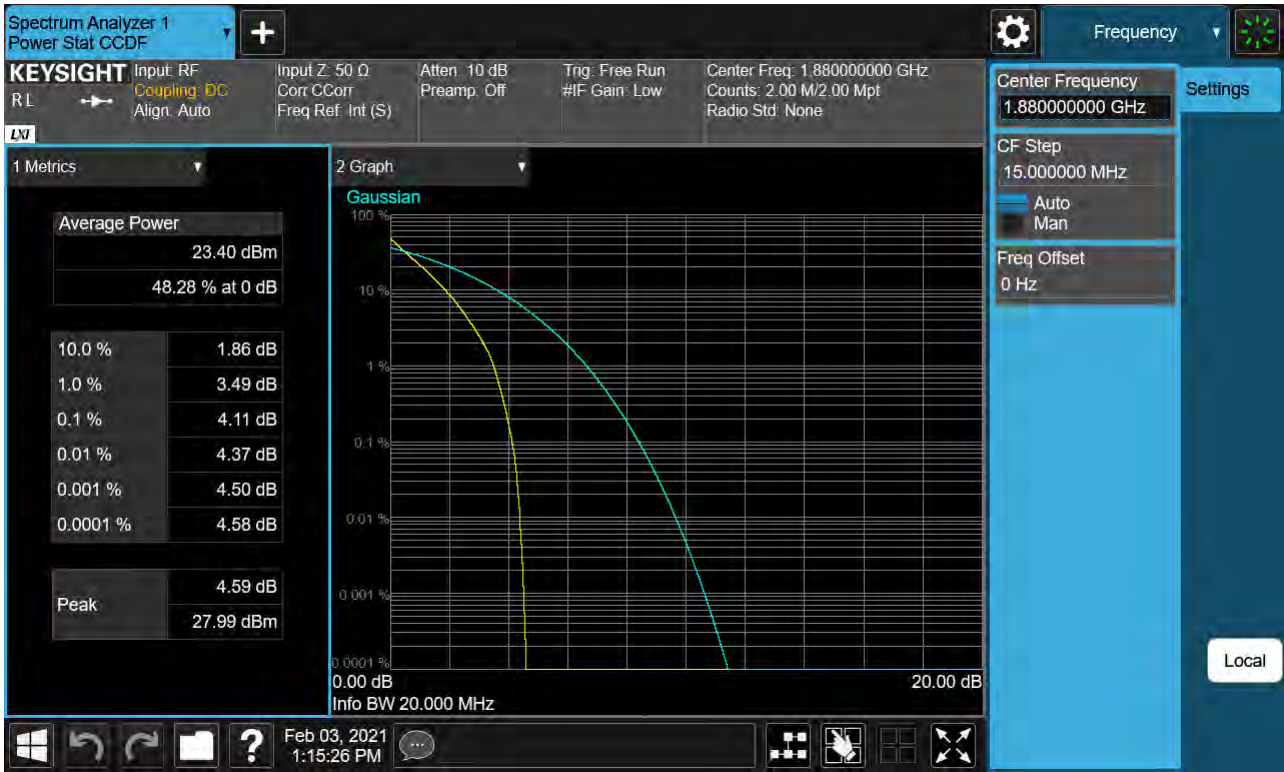 Spectrum Analyzer 1
Power Stat CCDF
+
Frequency
KEYSIGHT
RL
LXI
Input: RF
Coupling: DC
Align: Auto
Input Z: 50 Ω
Corr CCorr
Freq Ref: Int (S)
Atten: 10 dB
Preamp: Off
Trig: Free Run
#IF Gain: Low
Center Freq: 1.880000000 GHz
Counts: 2.00 M/2.00 Mpt
Radio Std: None
Center Frequency
1.880000000 GHz
Settings
CF Step
15.000000 MHz
Auto
Man
Freq Offset
0 Hz
Local
1 Metrics
Average Power
23.40 dBm
48.28 % at 0 dB
10.0 % 1.86 dB
1.0 % 3.49 dB
0.1 % 4.11 dB
0.01 % 4.37 dB
0.001 % 4.50 dB
0.0001 % 4.58 dB
Peak
4.59 dB
27.99 dBm
2 Graph
Gaussian
100 %
10 %
1 %
0.1 %
0.01 %
0.001 %
0.0001 %
0.00 dB 20.00 dB
Info BW 20.000 MHz
?
Feb 03, 2021
1:15:26 PM